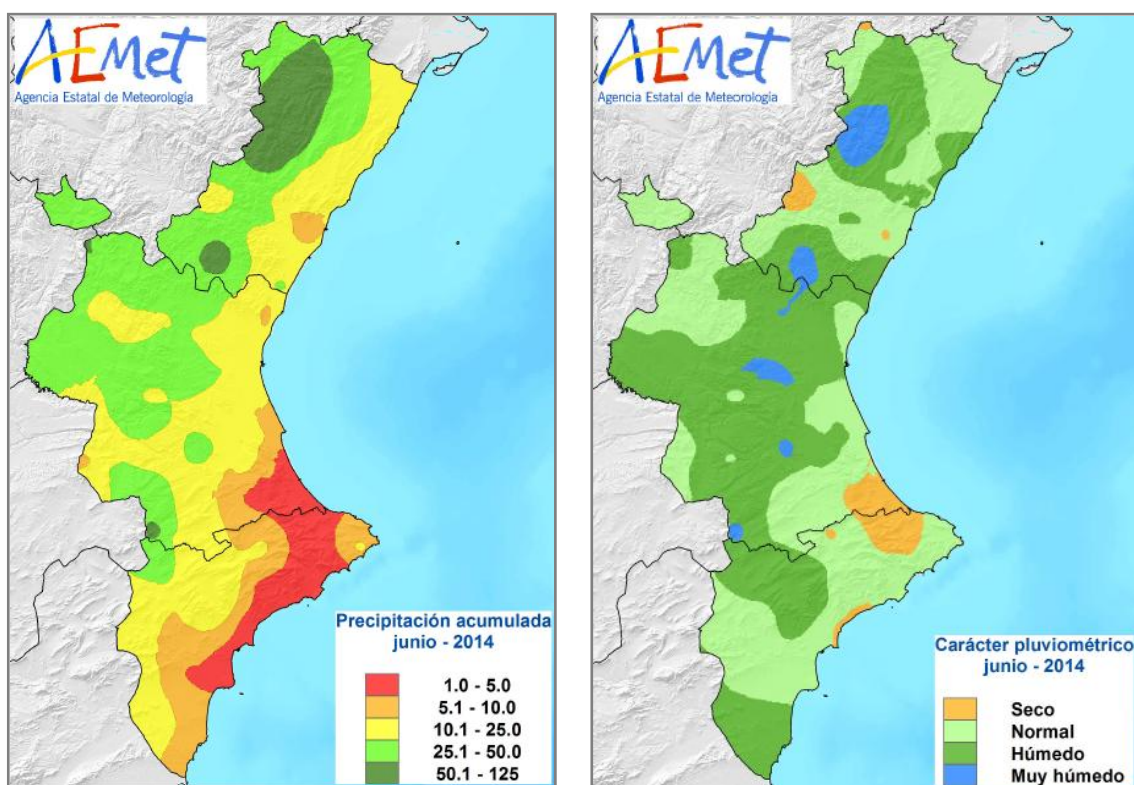 AEMet
Agencia Estatal de Meteorología
Precipitación acumulada
junio - 2014
1.0 - 5.0
5.1 - 10.0
10.1 - 25.0
25.1 - 50.0
50.1 - 125
AEMet
Agencia Estatal de Meteorología
Carácter pluviométrico
junio - 2014
Seco
Normal
Húmedo
Muy húmedo